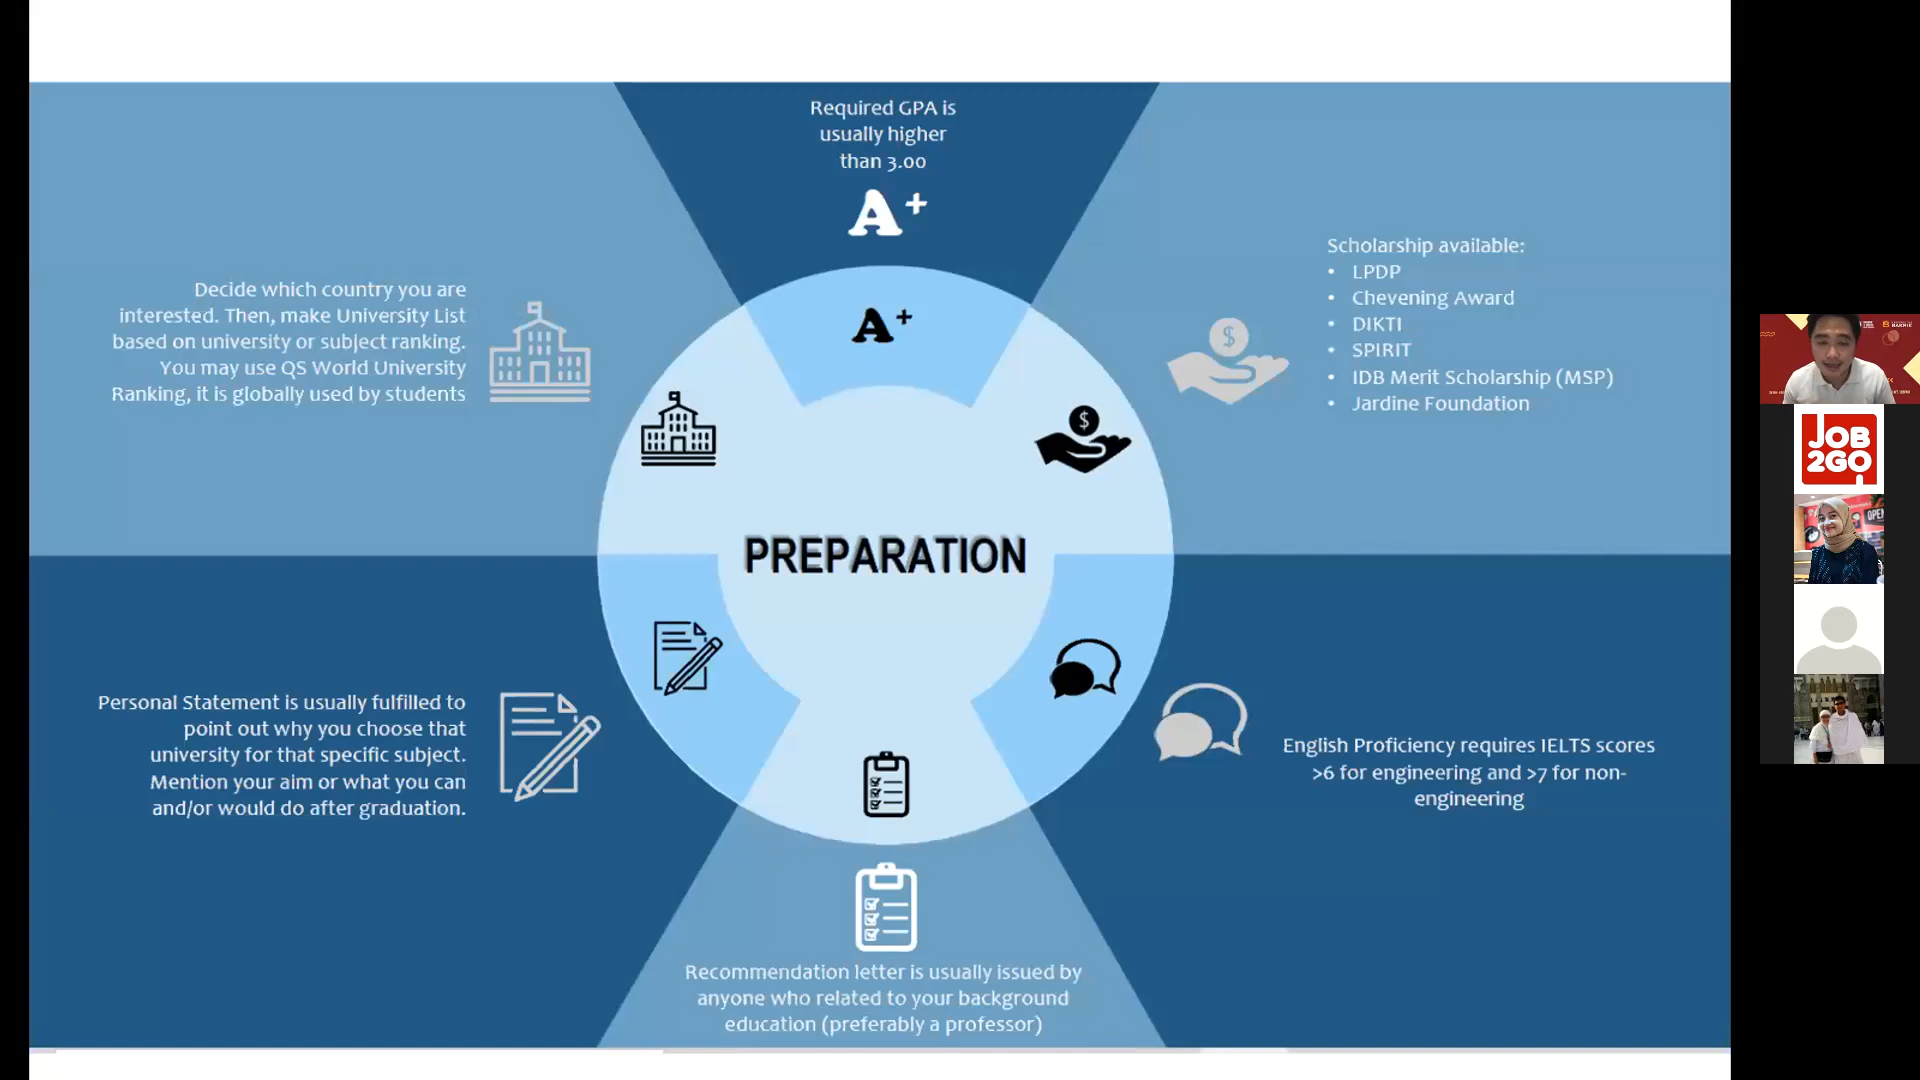 Required GPA is
usually higher
than 3.00
A+
A+
Decide which country you are
interested. Then, make University List
based on university or subject ranking.
You may use QS World University
Ranking, it is globally used by students
$
$
Scholarship available:
• LPDP
• Chevening Award
• DIKTI
• SPIRIT
• IDB Merit Scholarship (MSP)
• Jardine Foundation
PREPARATION
Personal Statement is usually fulfilled to
point out why you choose that
university for that specific subject.
Mention your aim or what you can
and/or would do after graduation.
English Proficiency requires IELTS scores
>6 for engineering and >7 for non-
engineering
Recommendation letter is usually issued by
anyone who related to your background
education (preferably a professor)
BAKRIE
JOB
2GO
OPEN